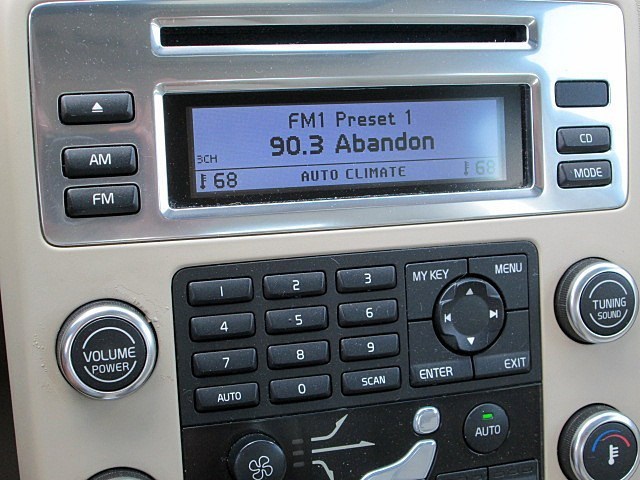 FM1 Preset 1
90.3 Abandon
3CH
68 AUTO CLIMATE 68
AM
FM
CD
MODE
1 2 3
4 5 6
7 8 9
AUTO 0 SCAN
MY KEY MENU
ENTER EXIT
VOLUME
POWER
TUNING
SOUND
AUTO